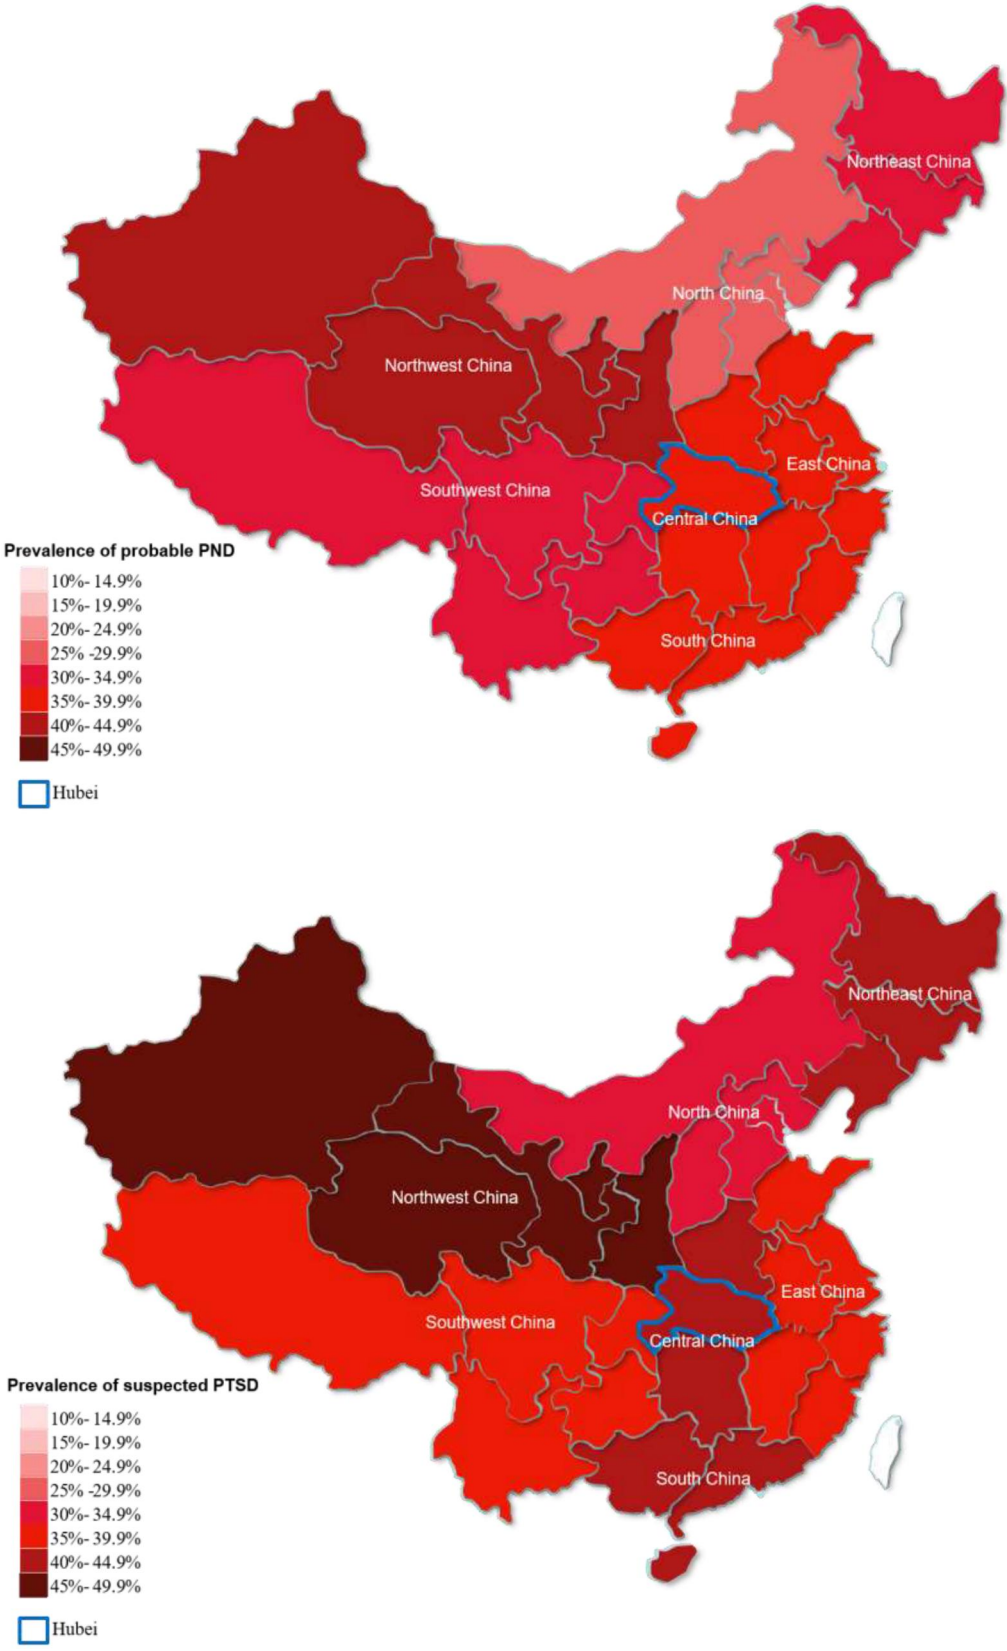 Northeast China
North China
Northwest China
East China
Southwest China
Central China
Prevalence of probable PND
10%- 14.9%
15%- 19.9%
20%- 24.9%
25% -29.9%
30%- 34.9%
35%- 39.9%
40%- 44.9%
45%- 49.9%
South China
Hubei
Northeast China
North China
Northwest China
East China
Southwest China
Central China
Prevalence of suspected PTSD
10%- 14.9%
15%- 19.9%
20%- 24.9%
25% -29.9%
30%- 34.9%
35%- 39.9%
40%- 44.9%
45%- 49.9%
South China
Hubei